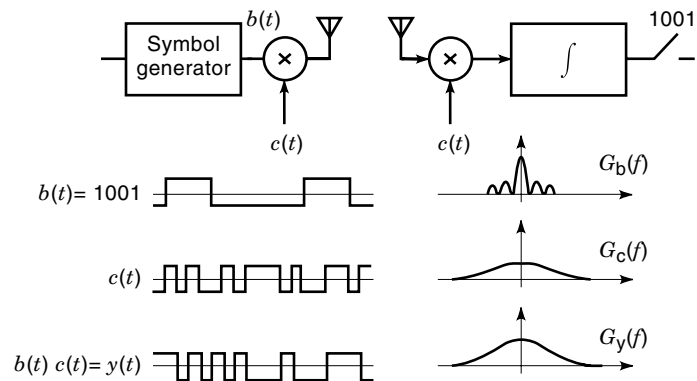 b(t)
1001
Symbol
generator
×
×
∫
c(t)
c(t)
b(t)= 1001
G_b(f)
c(t)
G_c(f)
b(t) c(t)= y(t)
G_y(f)